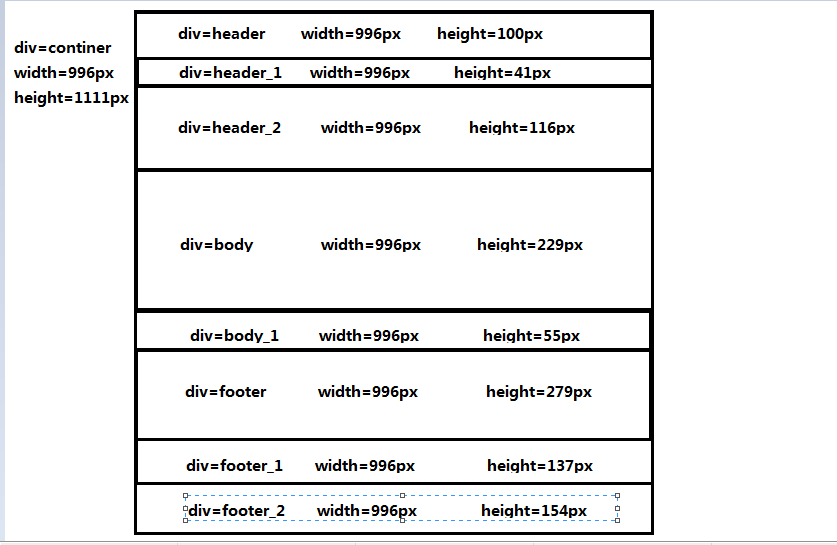 div=continer
width=996px
height=1111px
div=header width=996px height=100px
div=header_1 width=996px height=41px
div=header_2 width=996px height=116px
div=body width=996px height=229px
div=body_1 width=996px height=55px
div=footer width=996px height=279px
div=footer_1 width=996px height=137px
div=footer_2 width=996px height=154px